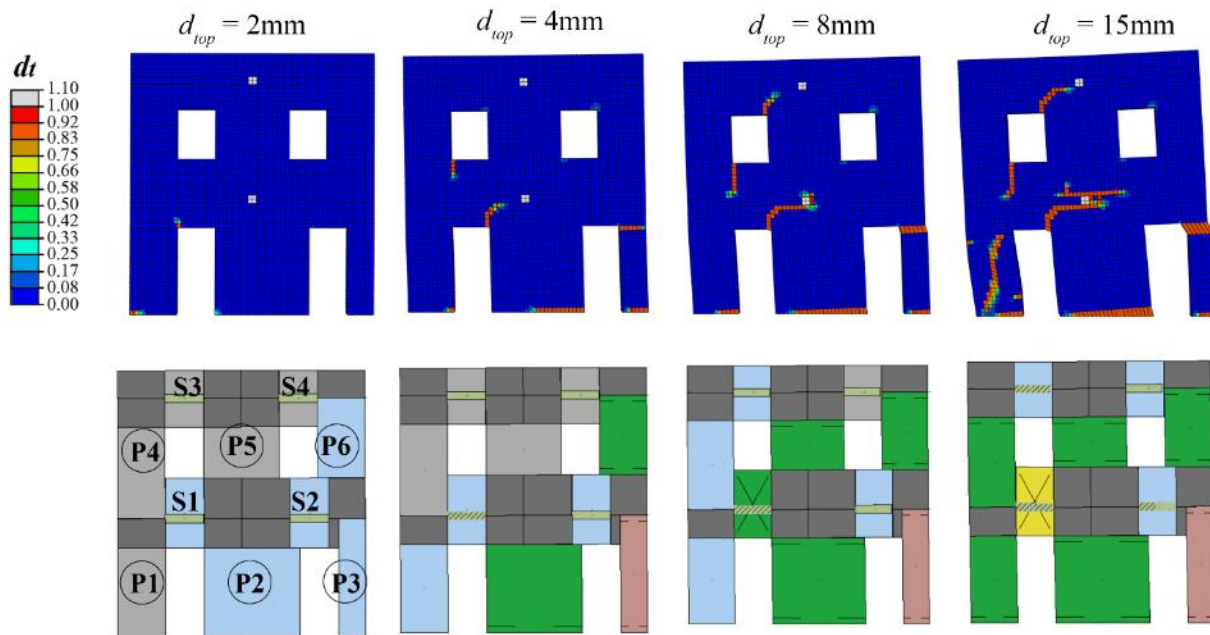 d_top = 2mm
d_top = 4mm
d_top = 8mm
d_top = 15mm
dt
1.10
1.00
0.92
0.83
0.75
0.67
0.58
0.50
0.42
0.33
0.25
0.17
0.08
0.00
S3 S4
P4 P5 P6
S1 S2
P1 P2 P3